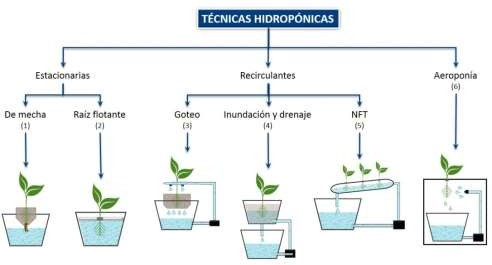 TÉCNICAS HIDROPÓNICAS
Estacionarias
Recirculantes
Aeroponía
(6)
De mecha
(1)
Raíz flotante
(2)
Goteo
(3)
Inundación y drenaje
(4)
NFT
(5)